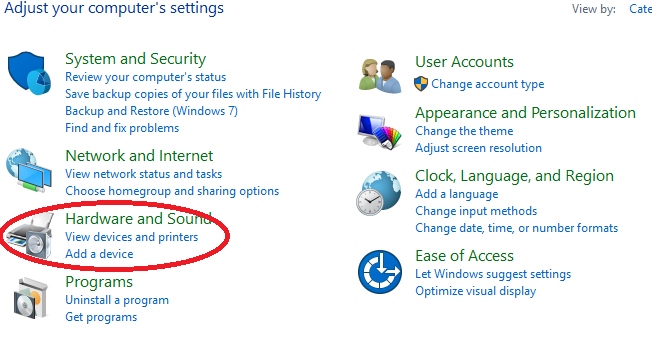 Adjust your computer's settings
View by: Cate
System and Security
Review your computer's status
Save backup copies of your files with File History
Backup and Restore (Windows 7)
Find and fix problems
Network and Internet
View network status and tasks
Choose homegroup and sharing options
Hardware and Sound
View devices and printers
Add a device
Programs
Uninstall a program
Get programs
User Accounts
Change account type
Appearance and Personalization
Change the theme
Adjust screen resolution
Clock, Language, and Region
Add a language
Change input methods
Change date, time, or number formats
Ease of Access
Let Windows suggest settings
Optimize visual display